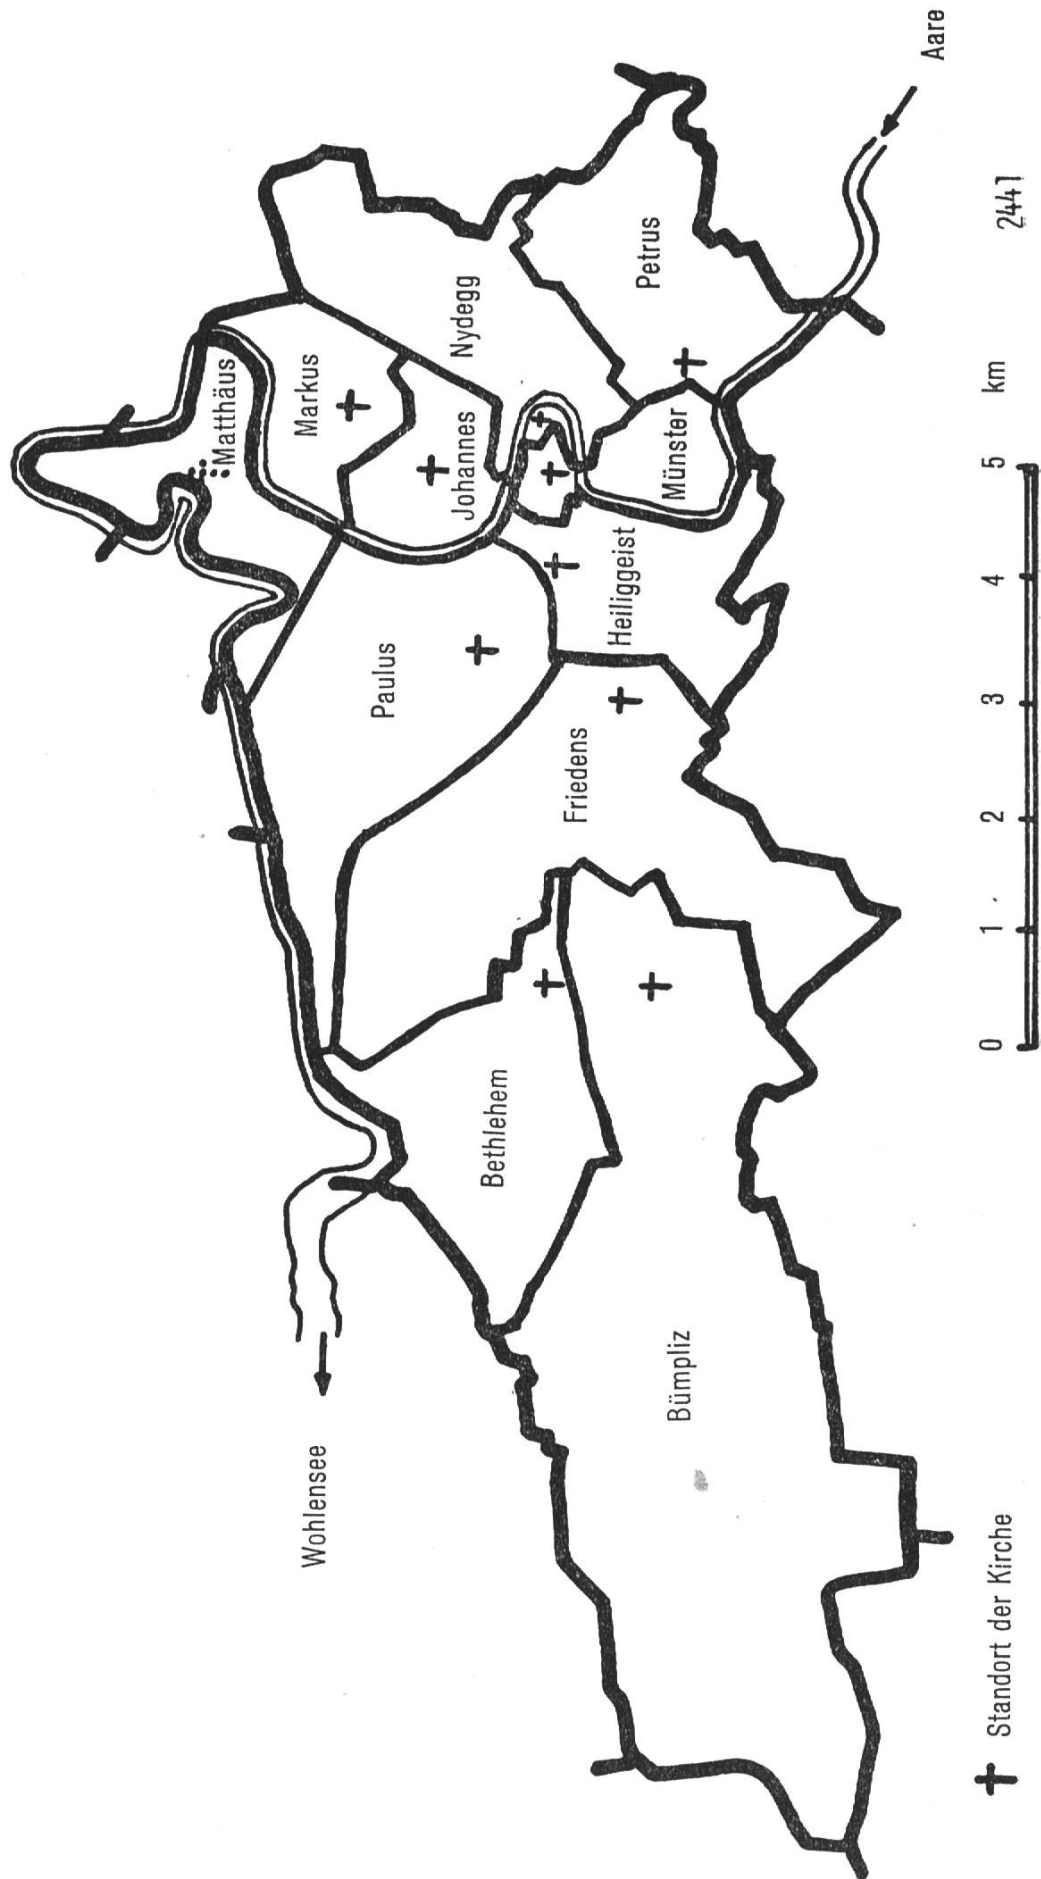 Wohlensee
Matthäus
Markus
Nydegg
Johannes
Paulus
Petrus
Münster
Heiliggeist
Friedens
Bethlehem
Bümpliz
Aare
Standort der Kirche
0 1 2 3 4 5 km
2441